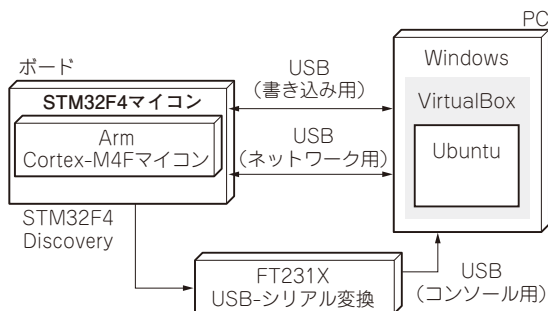 PC
ボード
STM32F4マイコン
Arm
Cortex-M4Fマイコン
STM32F4
Discovery
USB
（書き込み用）
USB
（ネットワーク用）
Windows
VirtualBox
Ubuntu
FT231X
USB-シリアル変換
USB
（コンソール用）